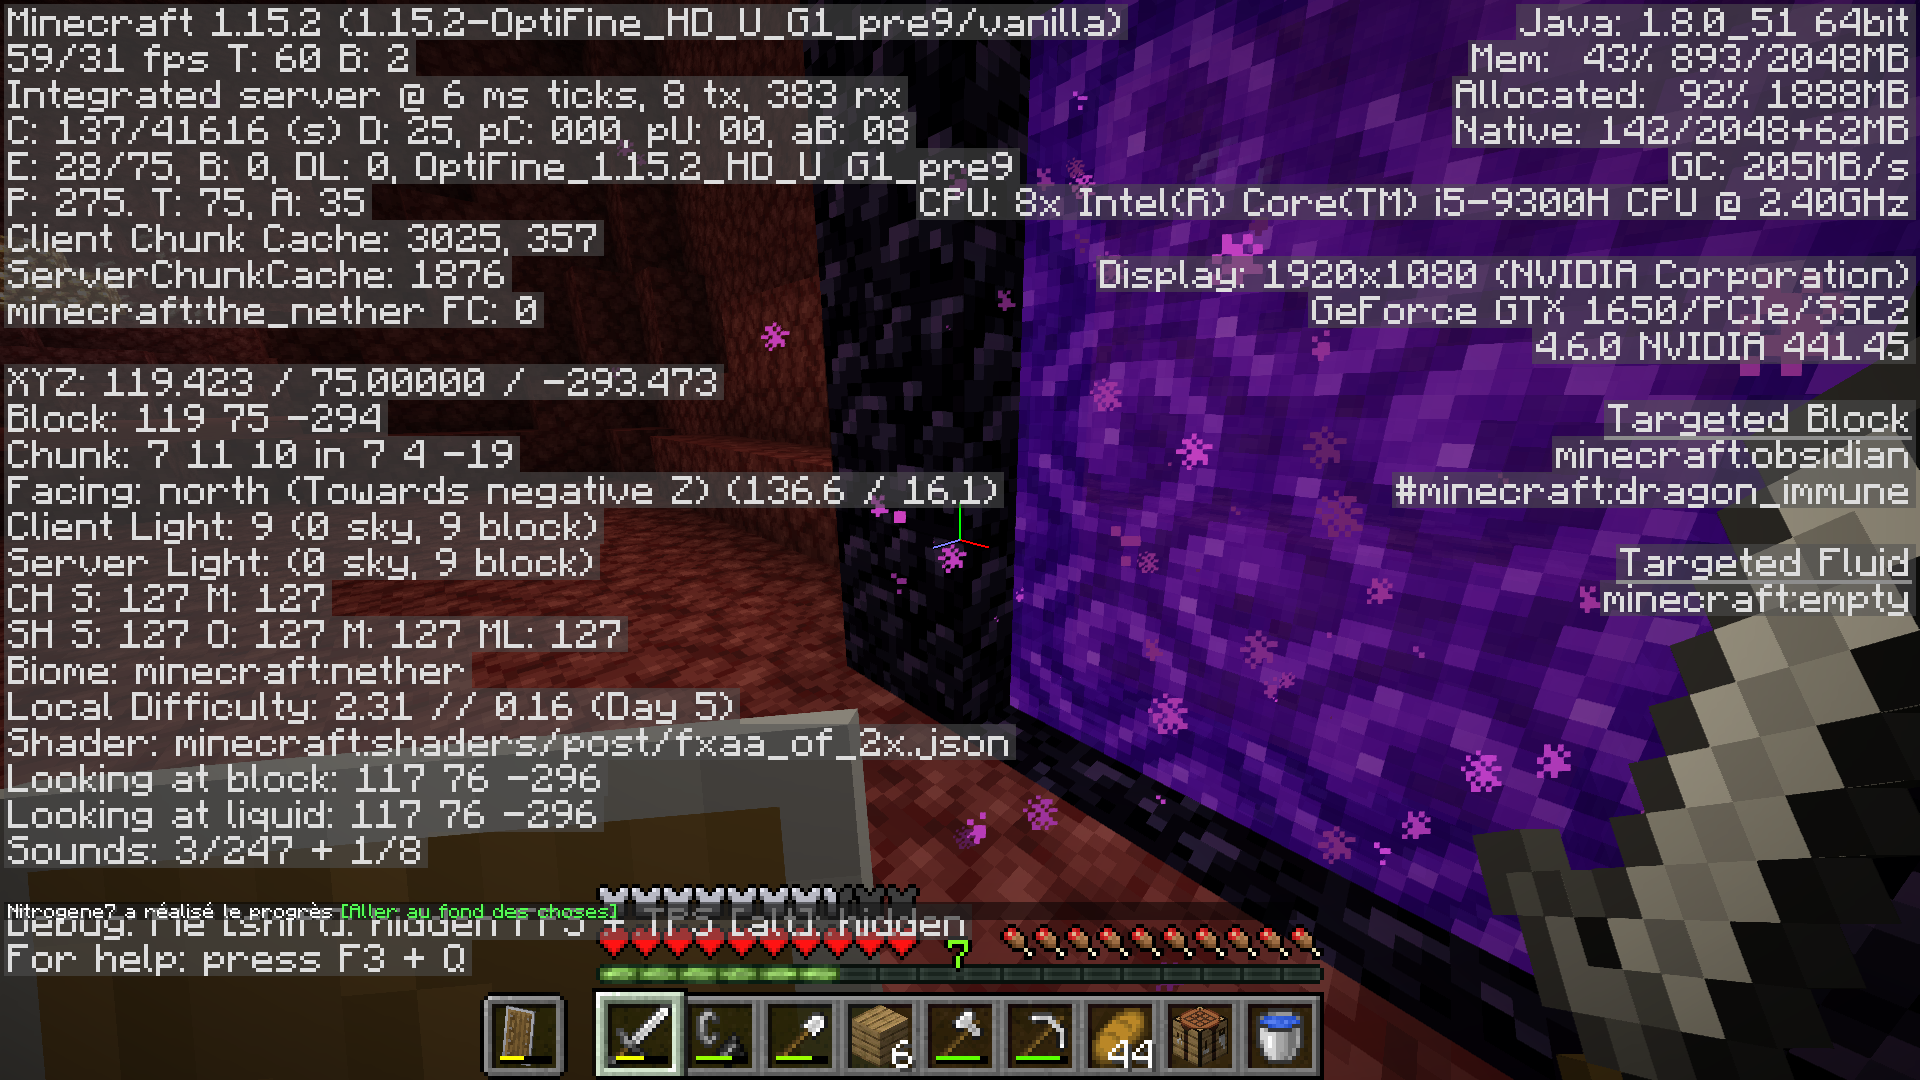 Minecraft 1.15.2 (1.15.2-OptiFine_HD_U_G1_pre9/vanilla)
59/31 fps T: 60 B: 2
Integrated server @ 6 ms ticks, 8 tx, 383 rx
C: 137/41616 (s) D: 25, pC: 000, pU: 00, aB: 08
E: 28/75, B: 0, DL: 0, OptiFine_1.15.2_HD_U_G1_pre9
P: 275. T: 75, A: 35
Client Chunk Cache: 3025, 357
ServerChunkCache: 1876
minecraft:the_nether FC: 0
XYZ: 119.423 / 75.00000 / -293.473
Block: 119 75 -294
Chunk: 7 11 10 in 7 4 -19
Facing: north (Towards negative Z) (136.6 / 16.1)
Client Light: 9 (0 sky, 9 block)
Server Light: (0 sky, 9 block)
CH S: 127 M: 127
SH S: 127 O: 127 M: 127 ML: 127
Biome: minecraft:nether
Local Difficulty: 2.31 // 0.16 (Day 5)
Shader: minecraft:shaders/post/fxaa_of_2x.json
Looking at block: 117 76 -296
Looking at liquid: 117 76 -296
Sounds: 3/247 + 1/8
Nitrogene7 a réalisé le progrès [Aller au fond des choses]
Debug: Pie [shift]: hidden FPS + TPS [alt]: hidden
For help: press F3 + Q
Java: 1.8.0_51 64bit
Mem: 43% 893/2048MB
Allocated: 92% 1888MB
Native: 142/2048+62MB
GC: 205MB/s
CPU: 8x Intel(R) Core(TM) i5-9300H CPU @ 2.40GHz
Display: 1920x1080 (NVIDIA Corporation)
GeForce GTX 1650/PCIe/SSE2
4.6.0 NVIDIA 441.45
Targeted Block
minecraft:obsidian
#minecraft:dragon_immune
Targeted Fluid
minecraft:empty
7
6
44